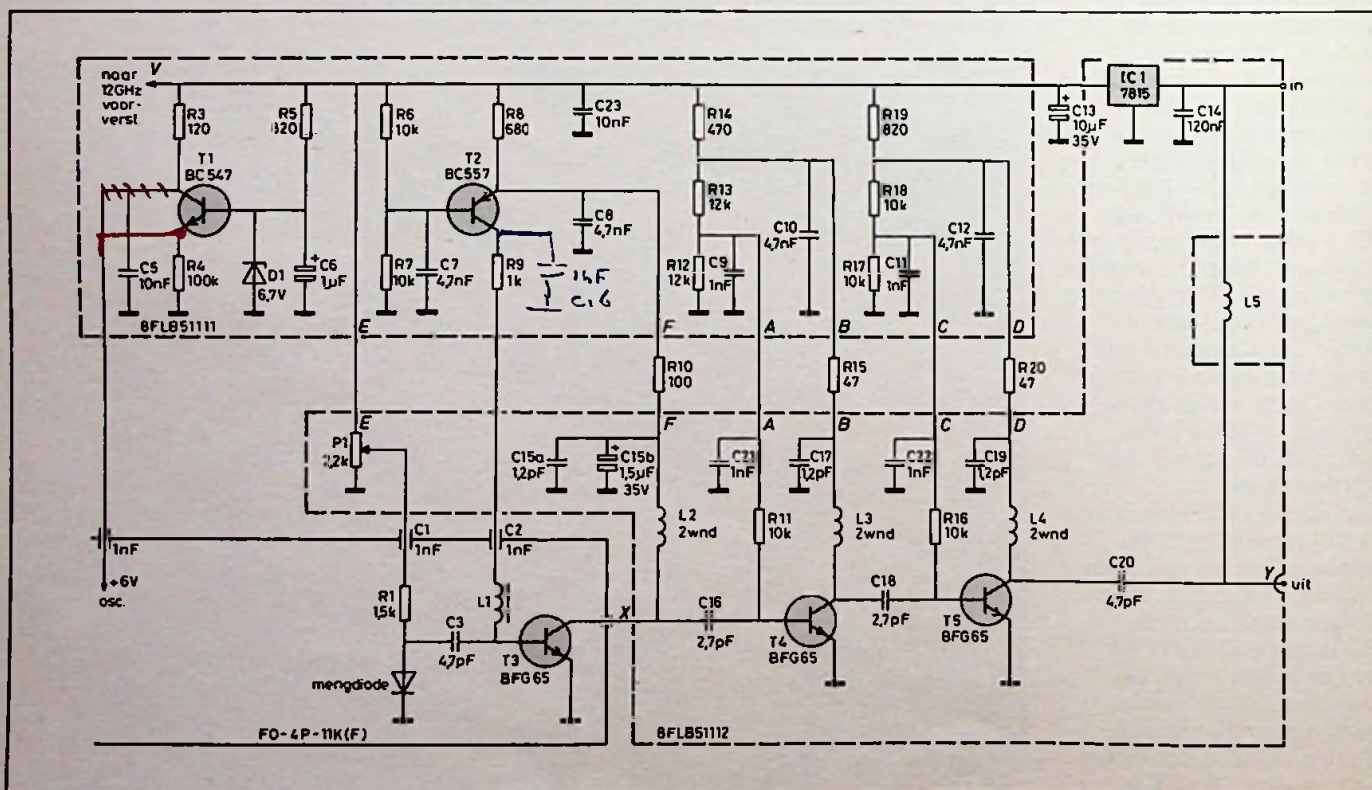 naar
12GHz
voor-
verst
V
R3
120
R5
820
R6
10k
R8
680
C23
10nF
R14
470
R19
820
C13
10µF
35V
IC1
7815
C14
120nF
in
T1
BC547
T2
BC557
R13
12k
R18
10k
C5
10nF
R4
100k
D1
6,7V
C6
1µF
R7
10k
C7
4,7nF
R9
1k
1nF
C16
C8
4,7nF
R12
12k
C9
1nF
C10
4,7nF
R17
10k
C11
1nF
C12
4,7nF
L5
8FLB51111
E
F
A
B
C
D
R10
100
R15
47
R20
47
E
F
A
B
C
D
P1
2,2k
C15a
1,2pF
C15b
1,5µF
35V
C21
1nF
C17
1,2pF
C22
1nF
C19
1,2pF
L2
2wnd
R11
10k
L3
2wnd
R16
10k
L4
2wnd
1nF
C1
1nF
C2
1nF
+6V
osc.
R1
1,5k
L1
X
C16
2,7pF
C18
2,7pF
C20
4,7pF
Y
uit
C3
4,7pF
T3
BFG65
T4
BFG65
T5
BFG65
mengdiode
FO-4P-11K(F)
8FLB51112